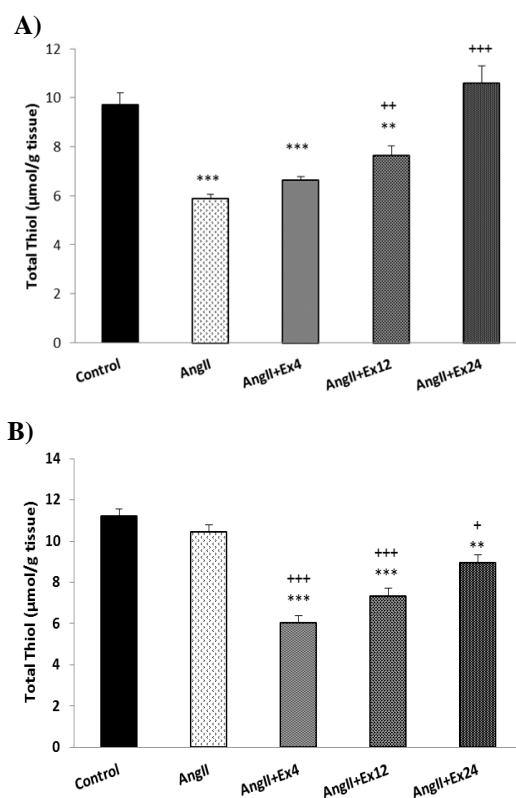 A)
12
+++
10
++
**
8
***
***
6
4
2
0
Total Thiol (µmol/g tissue)
Control
AngII
AngII+Ex4
AngII+Ex12
AngII+Ex24
B)
14
12
+
10
**
+++
+++
***
***
8
6
4
2
0
Total Thiol (µmol/g tissue)
Control
AngII
AngII+Ex4
AngII+Ex12
AngII+Ex24